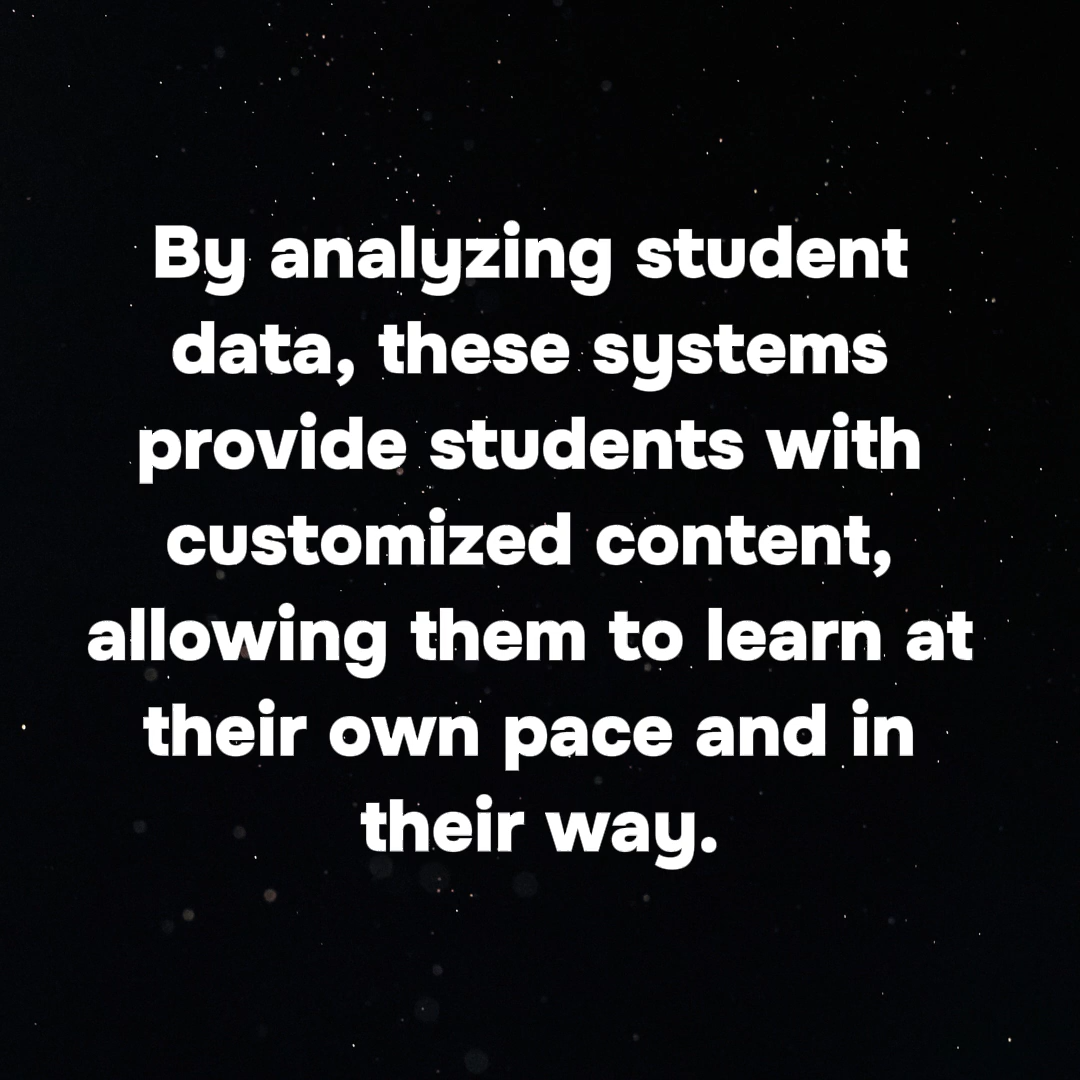 By analyzing student
data, these systems
provide students with
customized content,
allowing them to learn at
their own pace and in
their way.